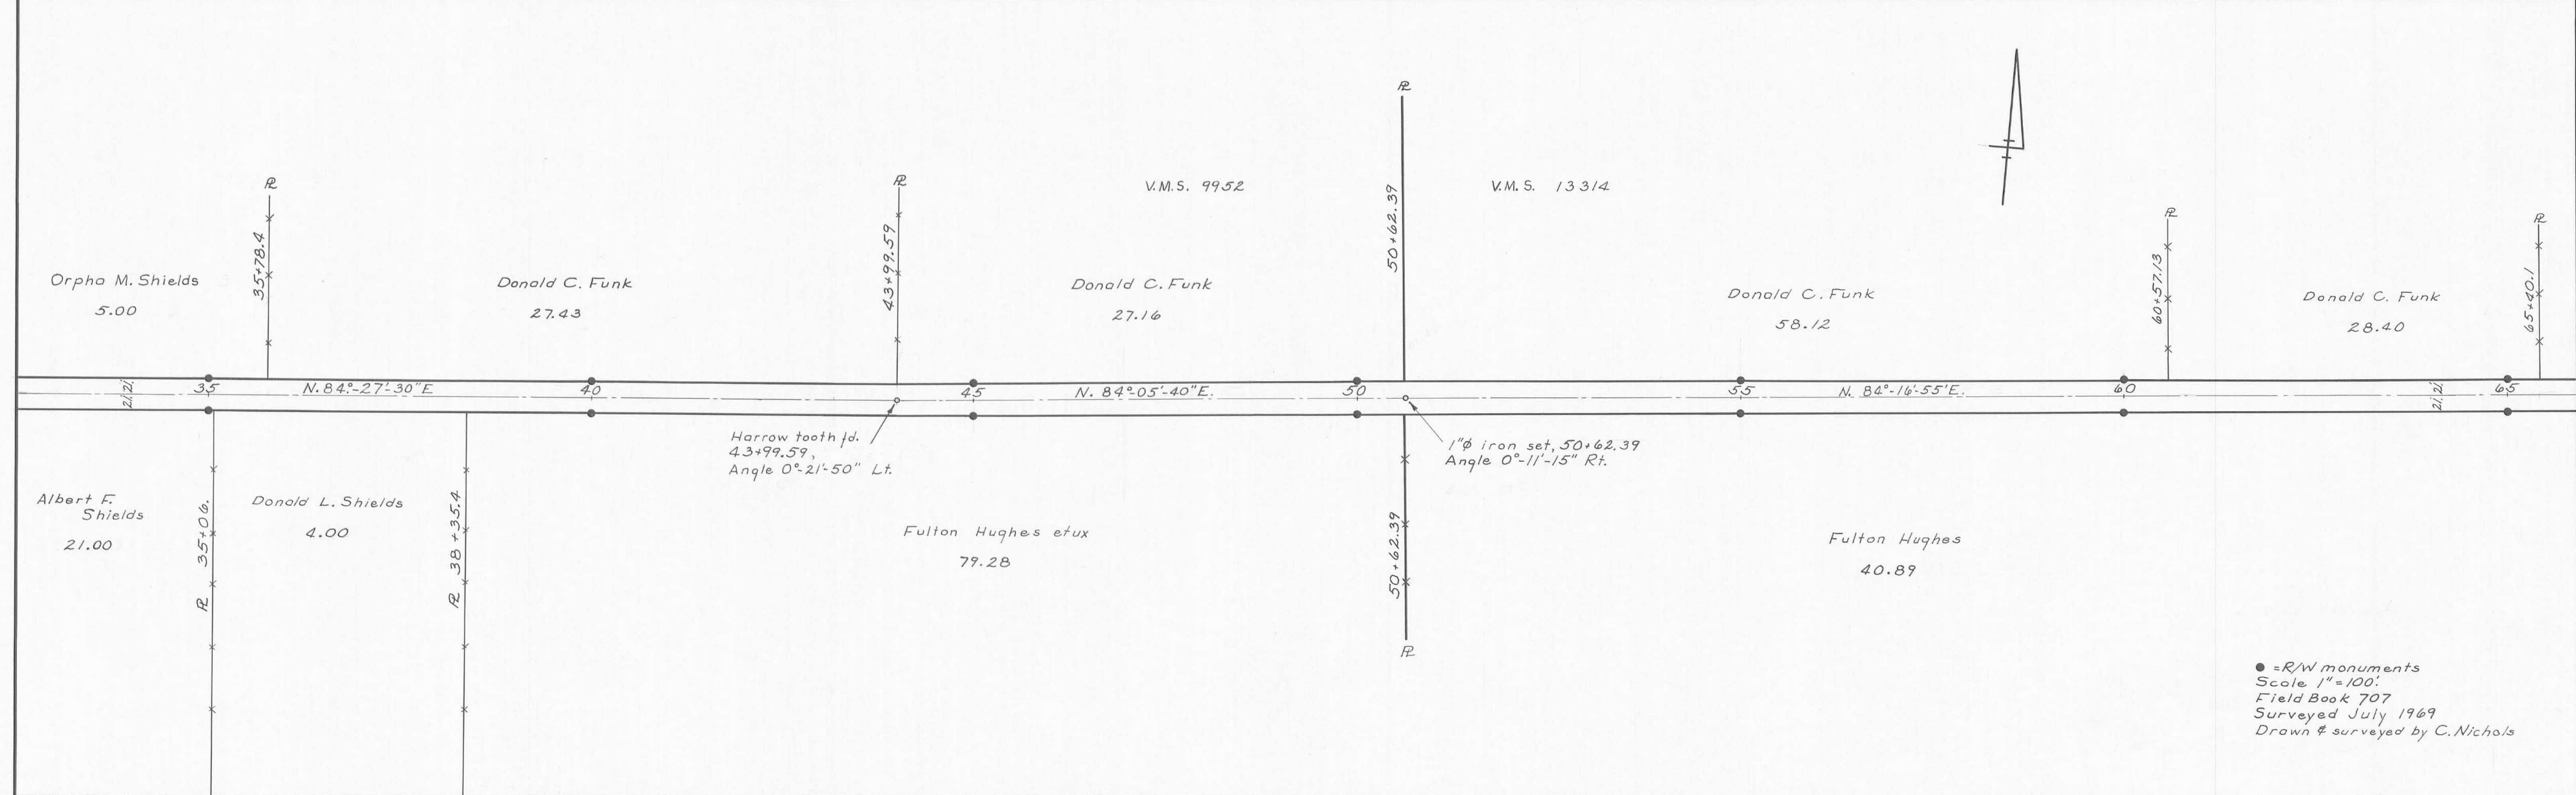 ℄
℄
℄
℄
℄
V.M.S. 9952
V.M.S. 13314
35+78.4
43+99.59
50+62.39
60+57.13
65+40.1
Orpha M. Shields
5.00
Donald C. Funk
27.43
Donald C. Funk
27.16
Donald C. Funk
58.12
Donald C. Funk
28.40
21' 21'
35
N. 84°-27'-30"E
40
45
N. 84°-05'-40"E.
50
55
N. 84°-16'-55"E.
60
21' 21'
65
Harrow tooth fd.
43+99.59,
Angle 0°-21'-50" Lt.
1"ϕ iron set, 50+62.39
Angle 0°-11'-15" Rt.
Albert F.
Shields
21.00
℄ 35+06.
Donald L. Shields
4.00
℄ 38+35.4
Fulton Hughes etux
79.28
50+62.39
℄
Fulton Hughes
40.89
● =R/W monuments
Scale 1"=100'.
Field Book 707
Surveyed July 1969
Drawn & surveyed by C. Nichols